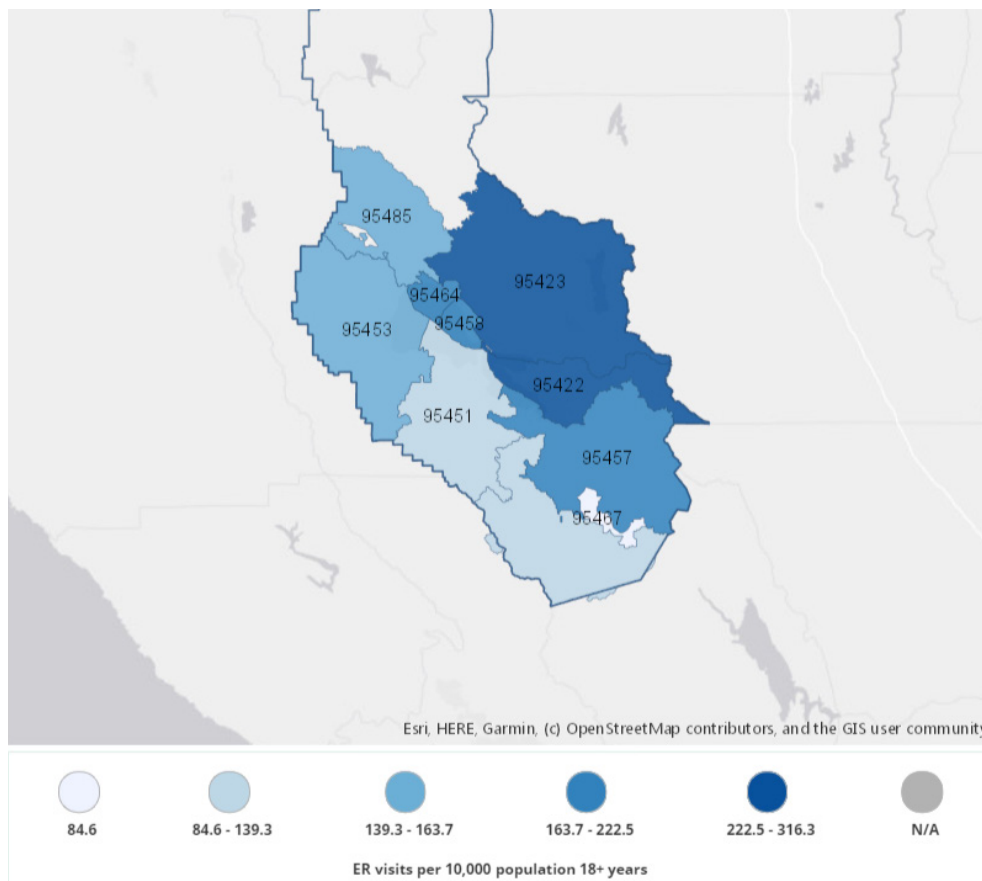 95485
95423
95464
95458
95453
95422
95451
95457
95467
Esri, HERE, Garmin, (c) OpenStreetMap contributors, and the GIS user community
84.6
84.6 - 139.3
139.3 - 163.7
163.7 - 222.5
222.5 - 316.3
N/A
ER visits per 10,000 population 18+ years